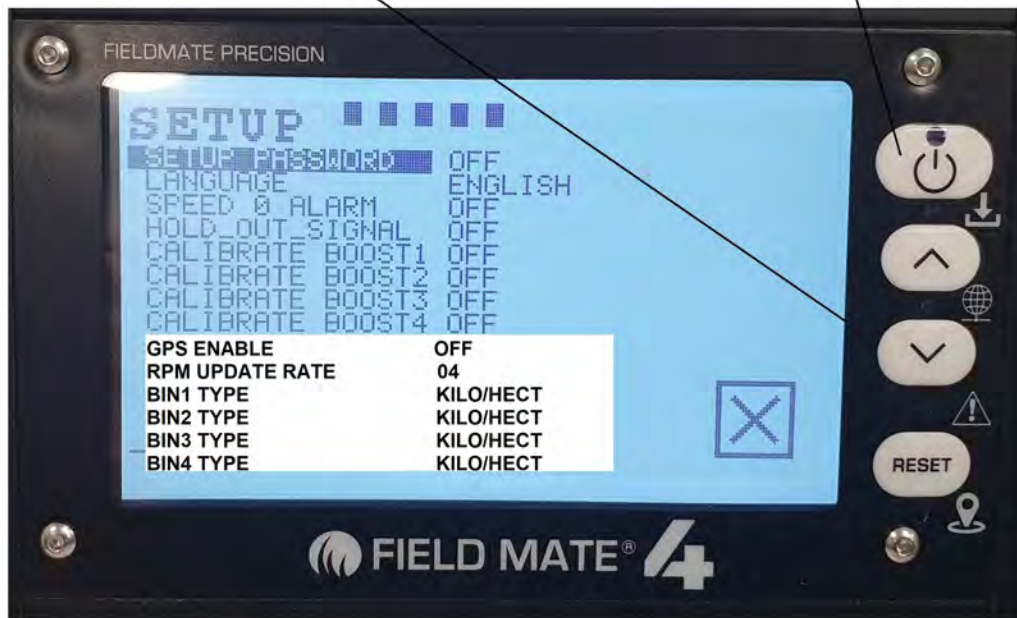 FIELDMATE PRECISION
SETUP
SETUP PASSWORD OFF
LANGUAGE ENGLISH
SPEED 0 ALARM OFF
HOLD_OUT_SIGNAL OFF
CALIBRATE BOOST1 OFF
CALIBRATE BOOST2 OFF
CALIBRATE BOOST3 OFF
CALIBRATE BOOST4 OFF
GPS ENABLE OFF
RPM UPDATE RATE 04
BIN1 TYPE KILO/HECT
BIN2 TYPE KILO/HECT
BIN3 TYPE KILO/HECT
BIN4 TYPE KILO/HECT
RESET
FIELD MATE® 4